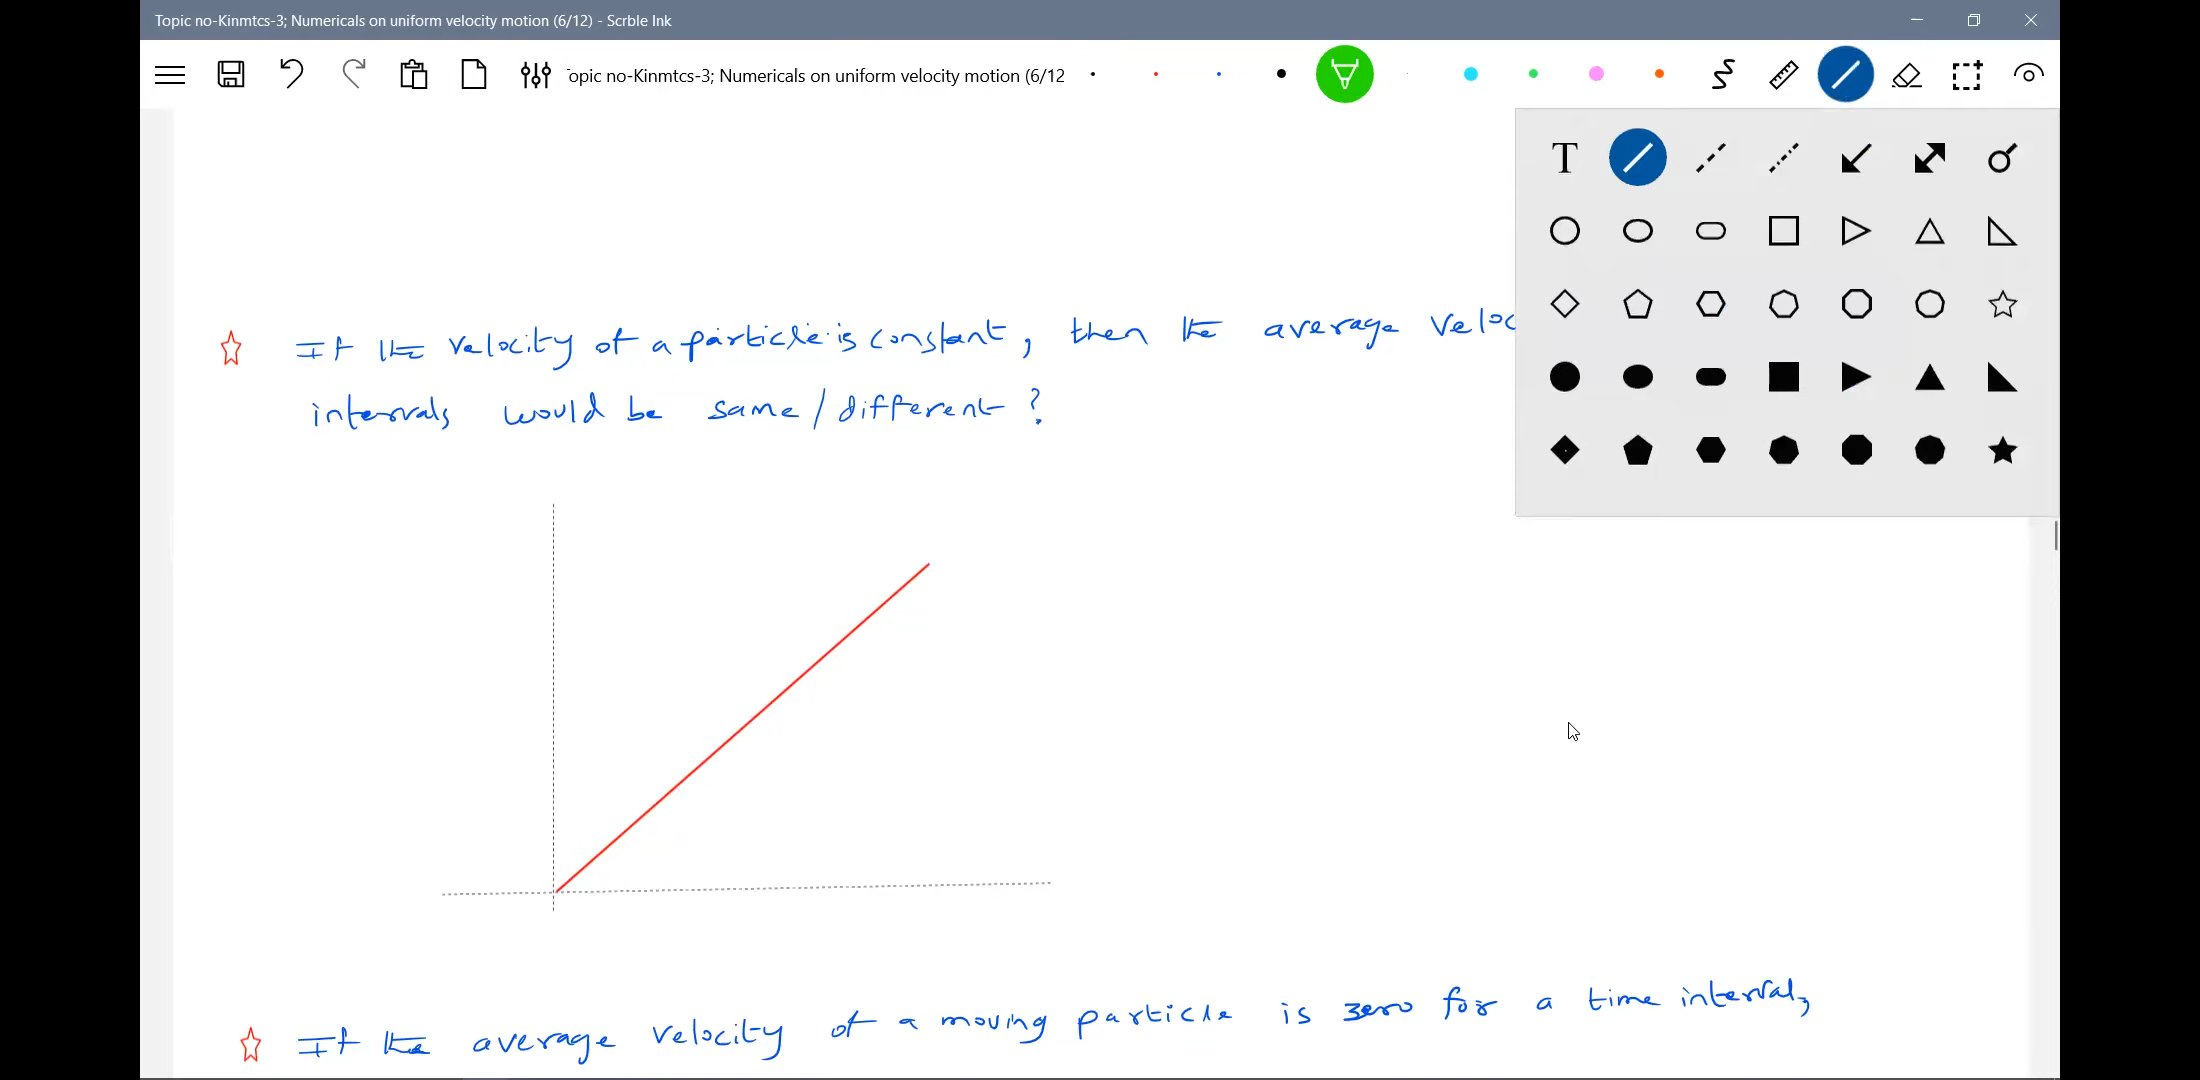 Topic no-Kinmtcs-3; Numericals on uniform velocity motion (6/12) - Scrble Ink
opic no-Kinmtcs-3; Numericals on uniform velocity motion (6/12
T
If the velocity of a particle is constant, then the average veloc
intervals would be same/different?
If the average velocity of a moving particle is zero for a time interval,